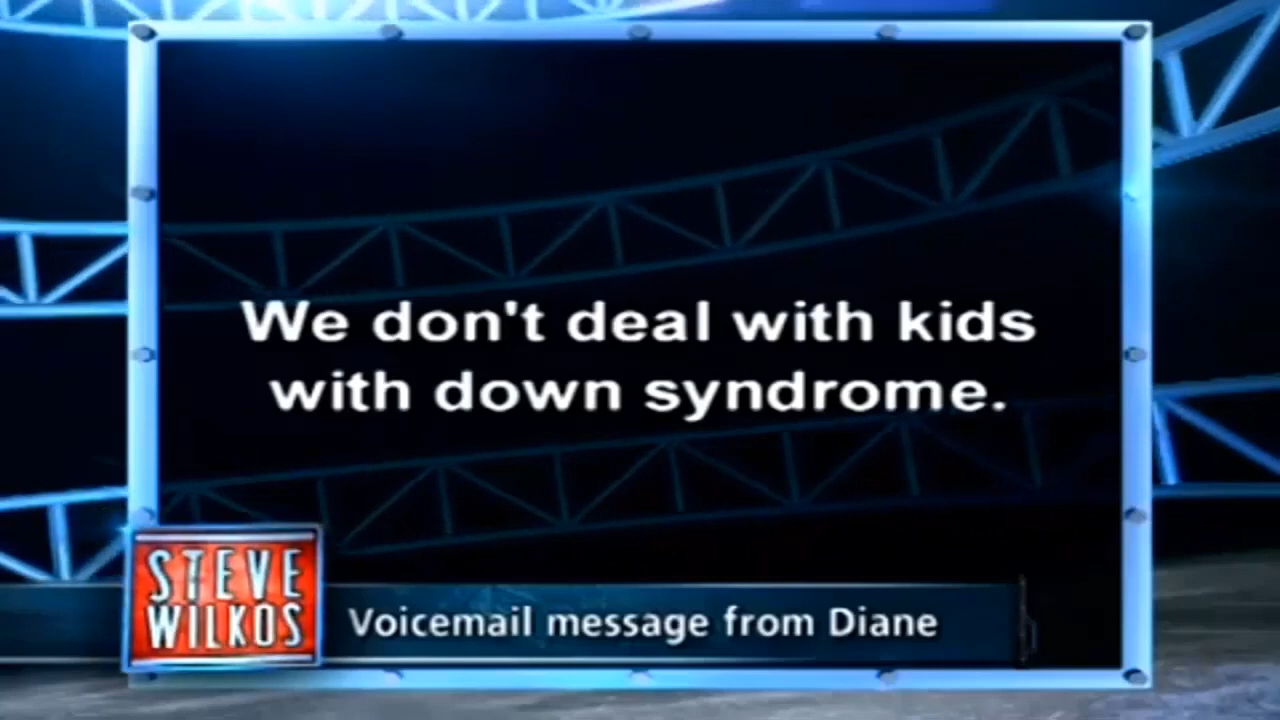 We don't deal with kids
with down syndrome.
STEVE
WILKOS
Voicemail message from Diane